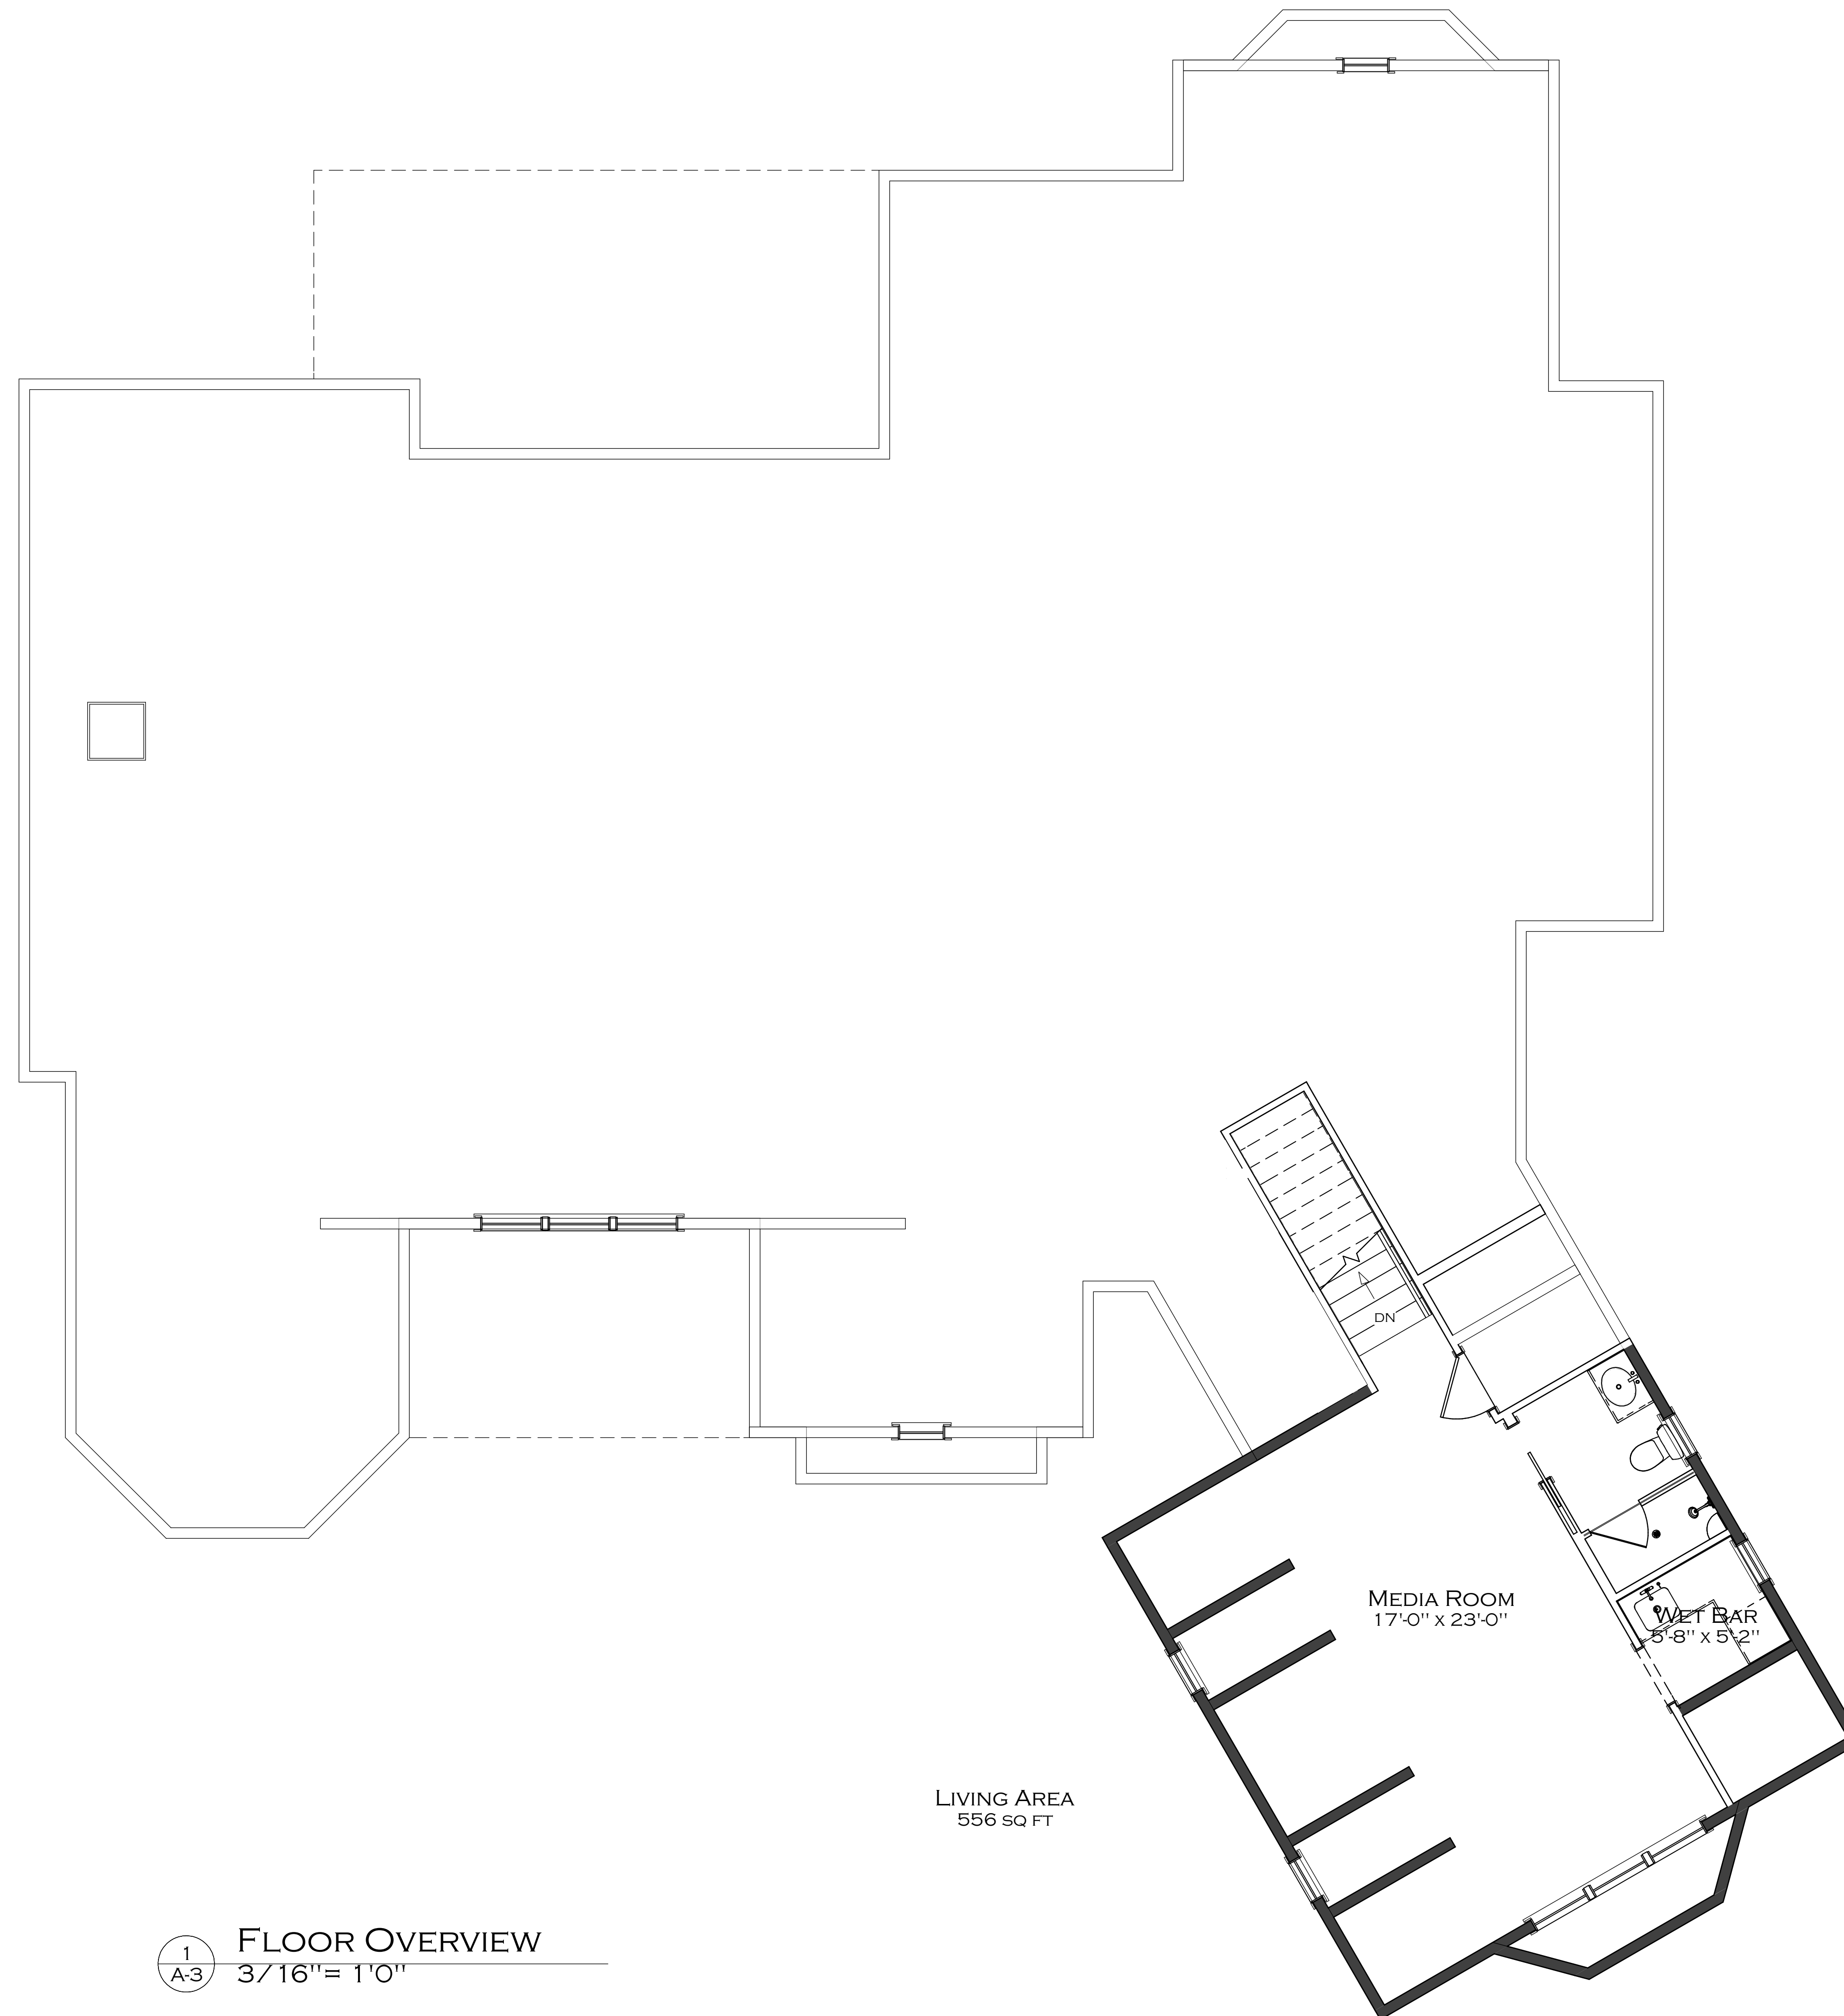 DN
Media Room
17'-0" x 23'-0"
Wet Bar
5'-8" x 5'-2"
Living Area
556 sq ft
1
A-3
Floor Overview
3/16"= 1'0"